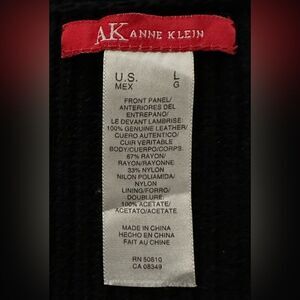 AK ANNE KLEIN
U.S. L
MEX G
FRONT PANEL/
ANTERIORES DEL
ENTREPANO/
LE DEVANT LAMBRISE:
100% GENUINE LEATHER/
CUERO AUTENTICO/
CUIR VERITABLE
BODY/CUERPO/CORPS:
67% RAYON/
RAYON/RAYONNE
33% NYLON
NILON POLIAMIDA/
NYLON
LINING/FORRO/
DOUBLURE:
100% ACETATE/
ACETATO/ACETATE
MADE IN CHINA
HECHO EN CHINA
FAIT AU CHINE
RN 50810
CA 08349